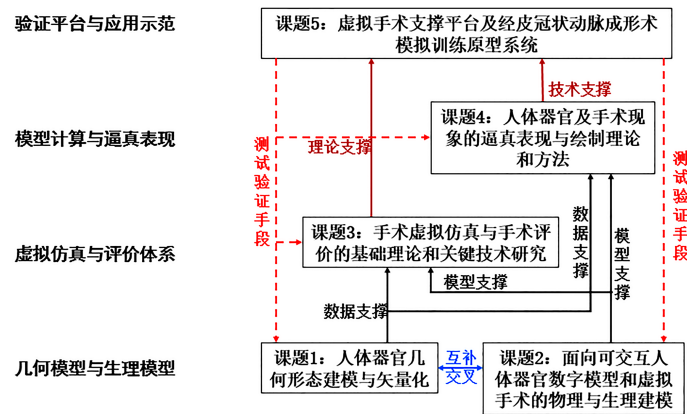 验证平台与应用示范
课题5：虚拟手术支撑平台及经皮冠状动脉成形术
模拟训练原型系统
技术支撑
模型计算与逼真表现
课题4：人体器官及手术现
象的逼真表现与绘制理论
和方法
理论支撑
测试验证手段
测试验证手段
虚拟仿真与评价体系
课题3：手术虚拟仿真与手术评
价的基础理论和关键技术研究
数据支撑
模型支撑
模型支撑
数据支撑
几何模型与生理模型
课题1：人体器官几
何形态建模与矢量化
互补
交叉
课题2：面向可交互人
体器官数字模型和虚拟
手术的物理与生理建模